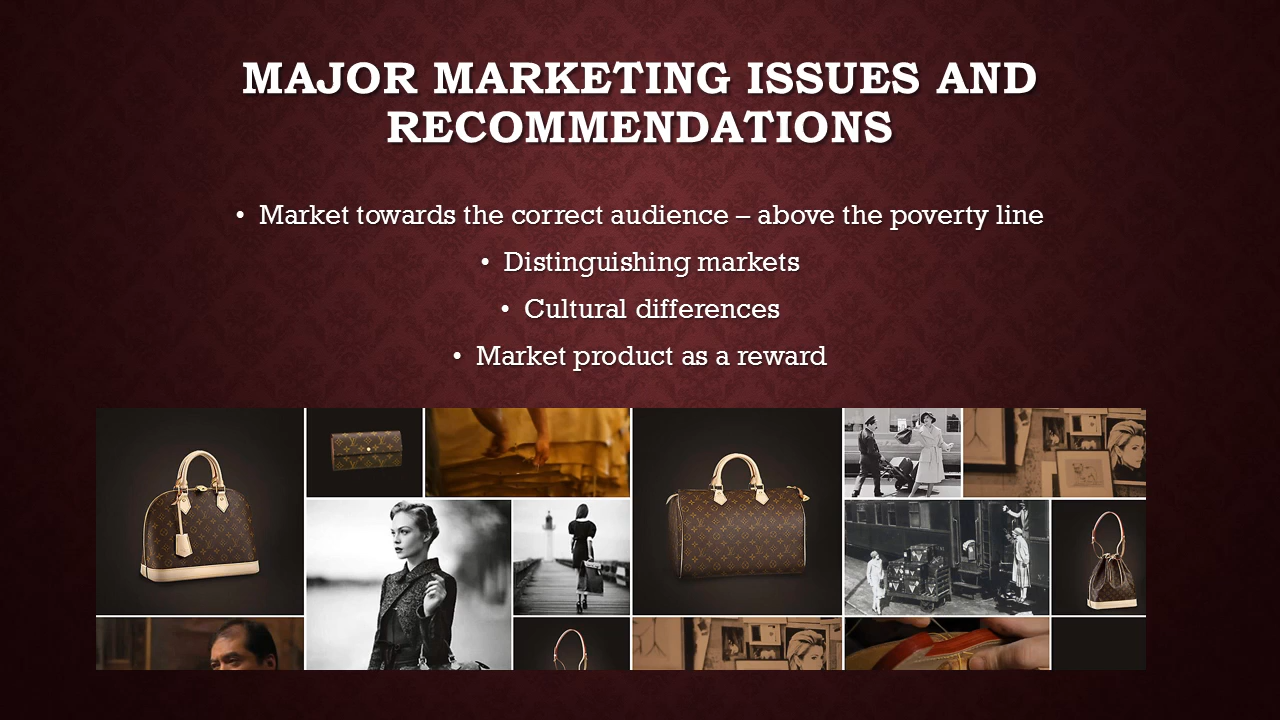 MAJOR MARKETING ISSUES AND
RECOMMENDATIONS
• Market towards the correct audience – above the poverty line
• Distinguishing markets
• Cultural differences
• Market product as a reward